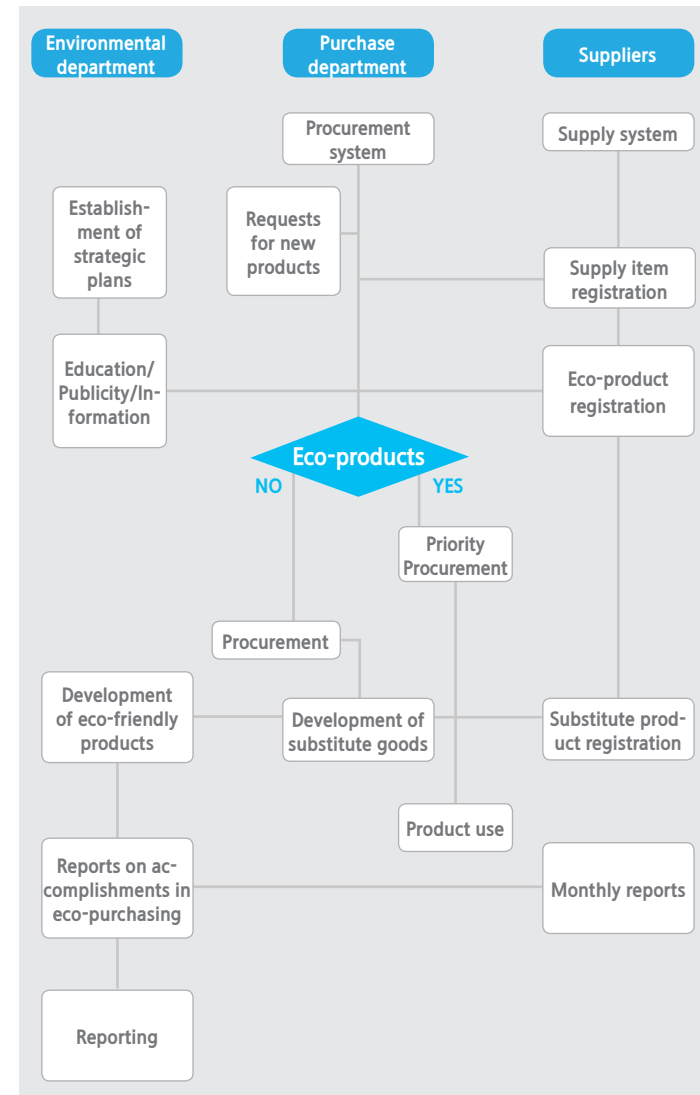 Environmental
department
Purchase
department
Suppliers
Procurement
system
Supply system
Establish-
ment of
strategic
plans
Requests
for new
products
Supply item
registration
Education/
Publicity/In-
formation
Eco-product
registration
Eco-products
NO
YES
Priority
Procurement
Procurement
Development
of eco-friendly
products
Development of
substitute goods
Substitute prod-
uct registration
Product use
Reports on ac-
complishments in
eco-purchasing
Monthly reports
Reporting